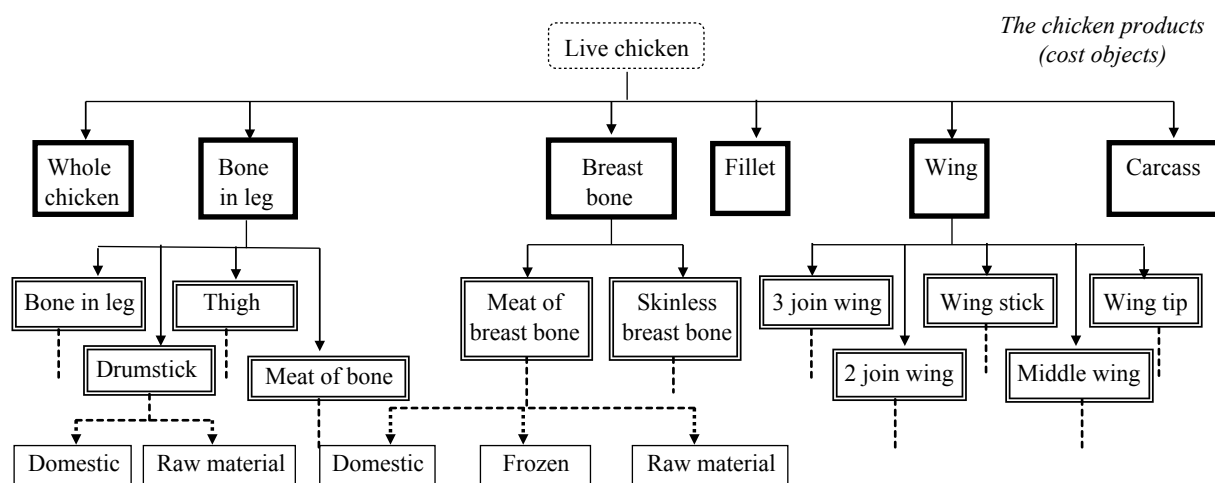 The chicken products
(cost objects)
Live chicken
Whole
chicken
Bone
in leg
Breast
bone
Fillet
Wing
Carcass
Bone in leg
Thigh
Drumstick
Meat of bone
Meat of
breast bone
Skinless
breast bone
3 join wing
Wing stick
Wing tip
2 join wing
Middle wing
Domestic
Raw material
Domestic
Frozen
Raw material